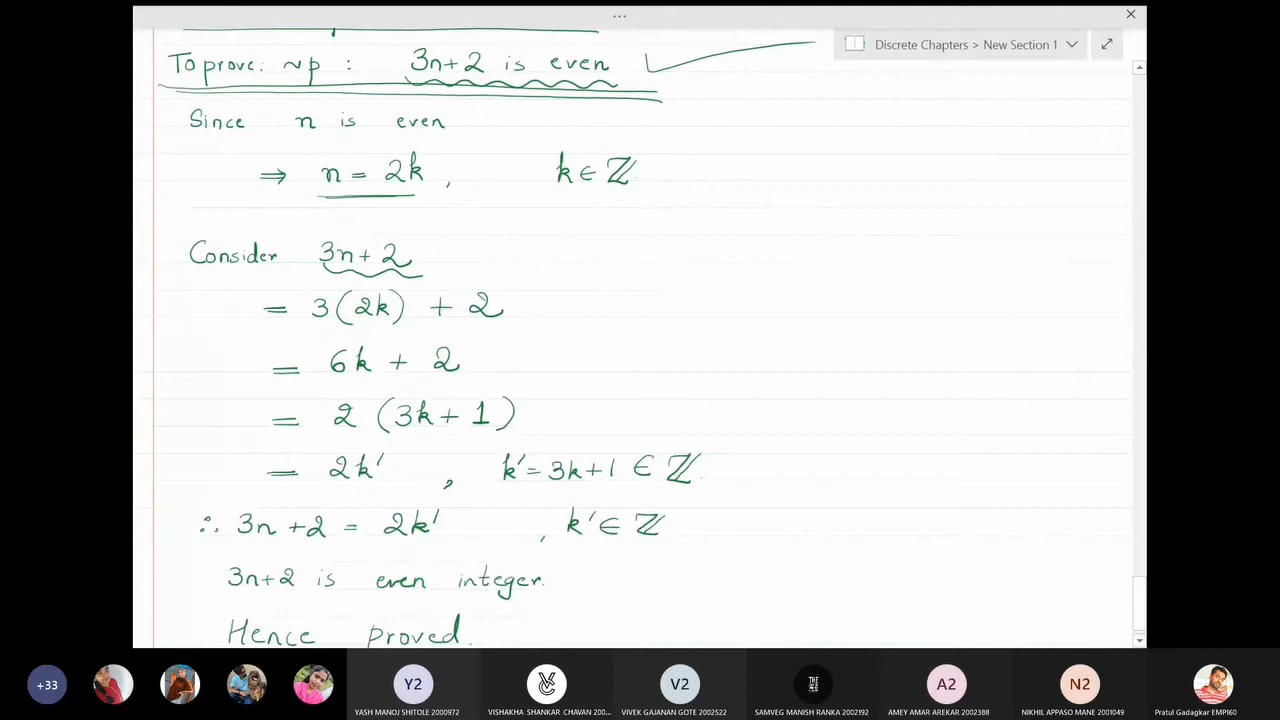 Discrete Chapters > New Section 1
To prove: ~p : 3n+2 is even
Since n is even
⇒ n = 2k , k ∈ ℤ
Consider 3n+2
= 3(2k) + 2
= 6k + 2
= 2 (3k+1)
= 2k' , k' = 3k+1 ∈ ℤ
∴ 3n+2 = 2k' , k' ∈ ℤ
3n+2 is even integer.
Hence proved.
+33
Y2 V2 THE A2 N2
YASH MANOJ SHITOLE 2000972 VISHAKHA SHANKAR CHAVAN 200... VIVEK GAJANAN GOTE 2002522 SAMVEG MANISH RANKA 2002192 AMEY AMAR AREKAR 2002388 NIKHIL APPASO MANE 2001049 Pratul Gadagkar EMP160